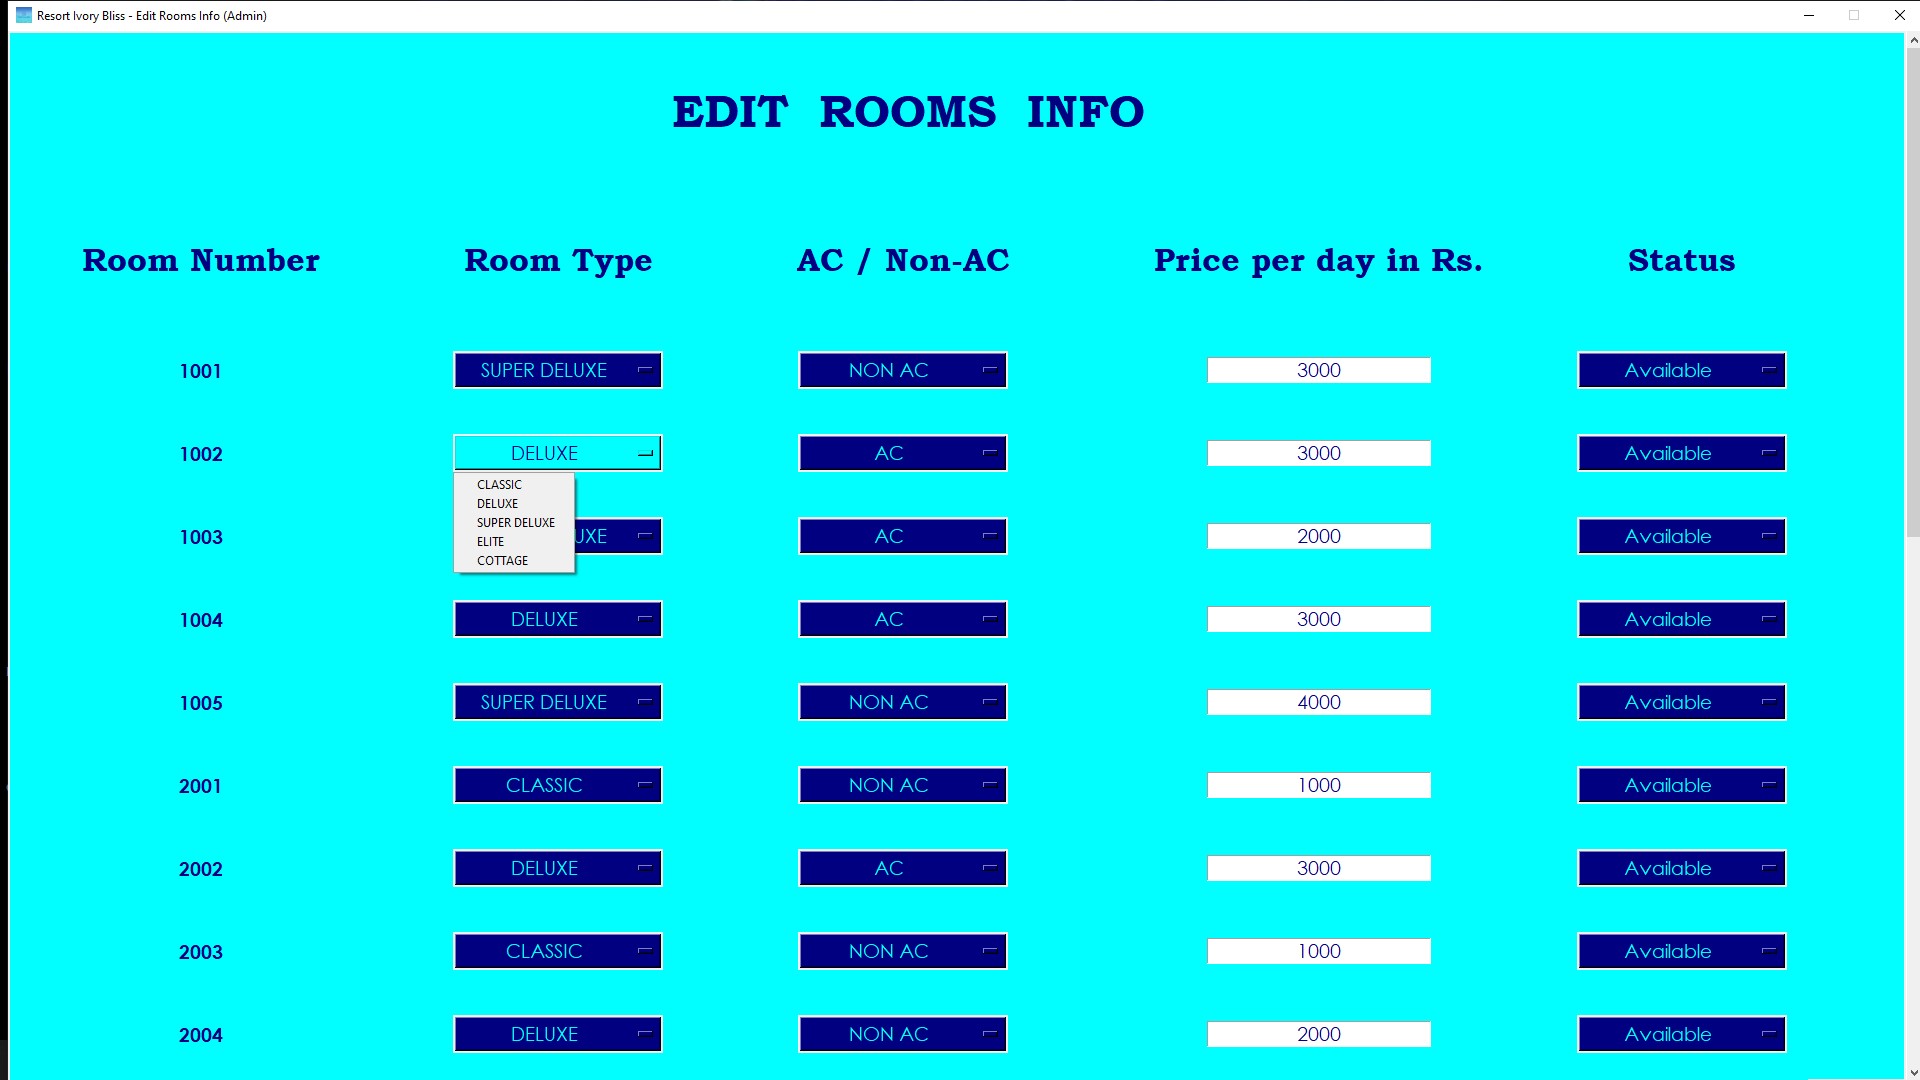 Resort Ivory Bliss - Edit Rooms Info (Admin)
EDIT ROOMS INFO
Room Number Room Type AC / Non-AC Price per day in Rs. Status
1001 SUPER DELUXE NON AC 3000 Available
1002 DELUXE AC 3000 Available
CLASSIC
DELUXE
SUPER DELUXE
ELITE
COTTAGE
1003 UXE AC 2000 Available
1004 DELUXE AC 3000 Available
1005 SUPER DELUXE NON AC 4000 Available
2001 CLASSIC NON AC 1000 Available
2002 DELUXE AC 3000 Available
2003 CLASSIC NON AC 1000 Available
2004 DELUXE NON AC 2000 Available